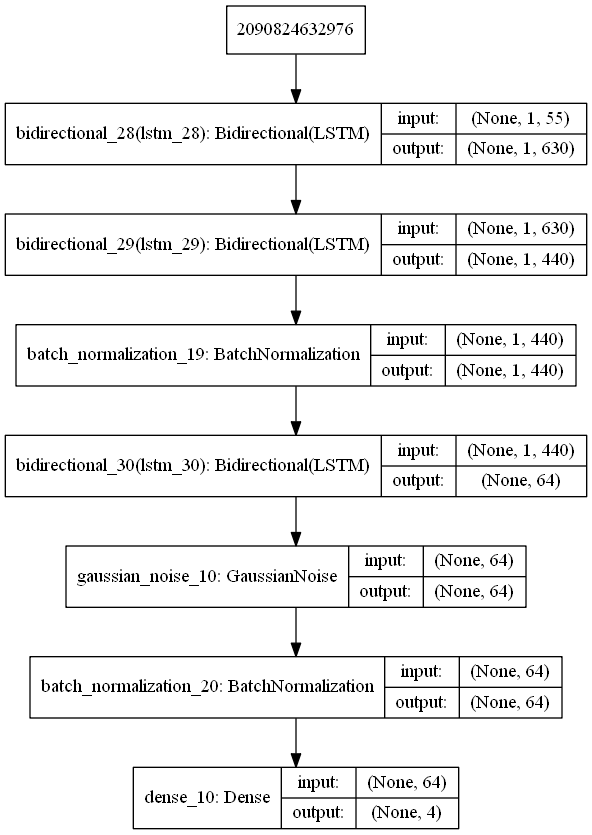 2090824632976
bidirectional_28(lstm_28): Bidirectional(LSTM)
input: (None, 1, 55)
output: (None, 1, 630)
bidirectional_29(lstm_29): Bidirectional(LSTM)
input: (None, 1, 630)
output: (None, 1, 440)
batch_normalization_19: BatchNormalization
input: (None, 1, 440)
output: (None, 1, 440)
bidirectional_30(lstm_30): Bidirectional(LSTM)
input: (None, 1, 440)
output: (None, 64)
gaussian_noise_10: GaussianNoise
input: (None, 64)
output: (None, 64)
batch_normalization_20: BatchNormalization
input: (None, 64)
output: (None, 64)
dense_10: Dense
input: (None, 64)
output: (None, 4)